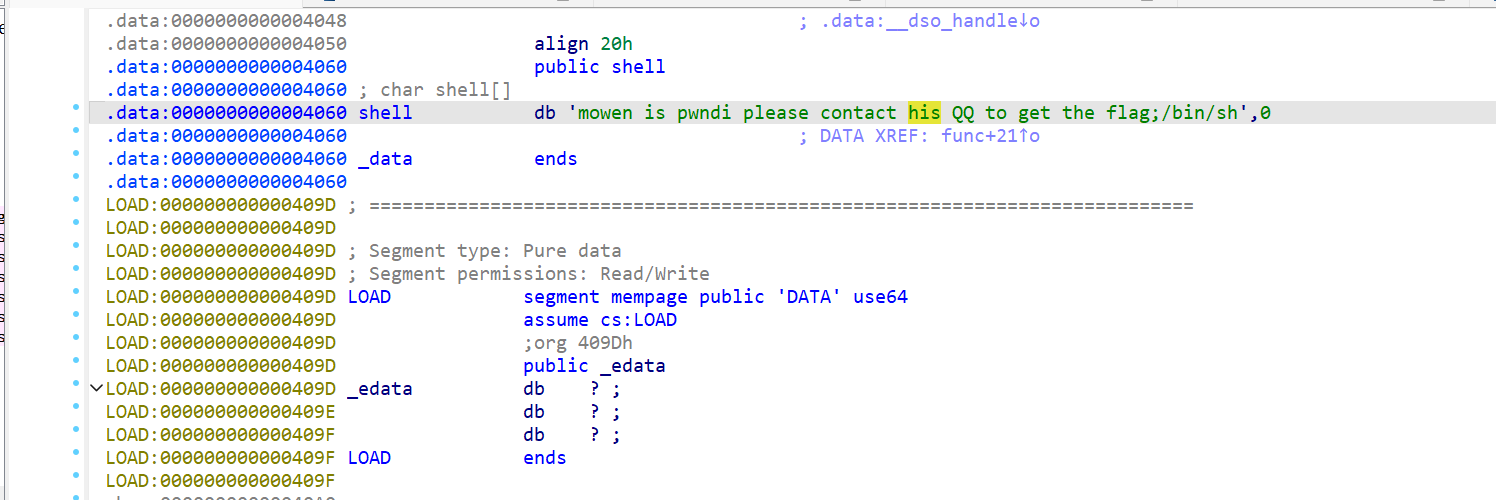 .data:0000000000004048 ; .data:__dso_handle↓o
.data:0000000000004050 align 20h
.data:0000000000004060 public shell
.data:0000000000004060 ; char shell[]
.data:0000000000004060 shell db 'mowen is pwndi please contact his QQ to get the flag;/bin/sh',0
.data:0000000000004060 ; DATA XREF: func+21↑o
.data:0000000000004060 _data ends
.data:0000000000004060
LOAD:000000000000409D ; ===========================================================================
LOAD:000000000000409D
LOAD:000000000000409D ; Segment type: Pure data
LOAD:000000000000409D ; Segment permissions: Read/Write
LOAD:000000000000409D LOAD segment mempage public 'DATA' use64
LOAD:000000000000409D assume cs:LOAD
LOAD:000000000000409D ;org 409Dh
LOAD:000000000000409D public _edata
LOAD:000000000000409D _edata db ? ;
LOAD:000000000000409E db ? ;
LOAD:000000000000409F db ? ;
LOAD:000000000000409F LOAD ends
LOAD:000000000000409F